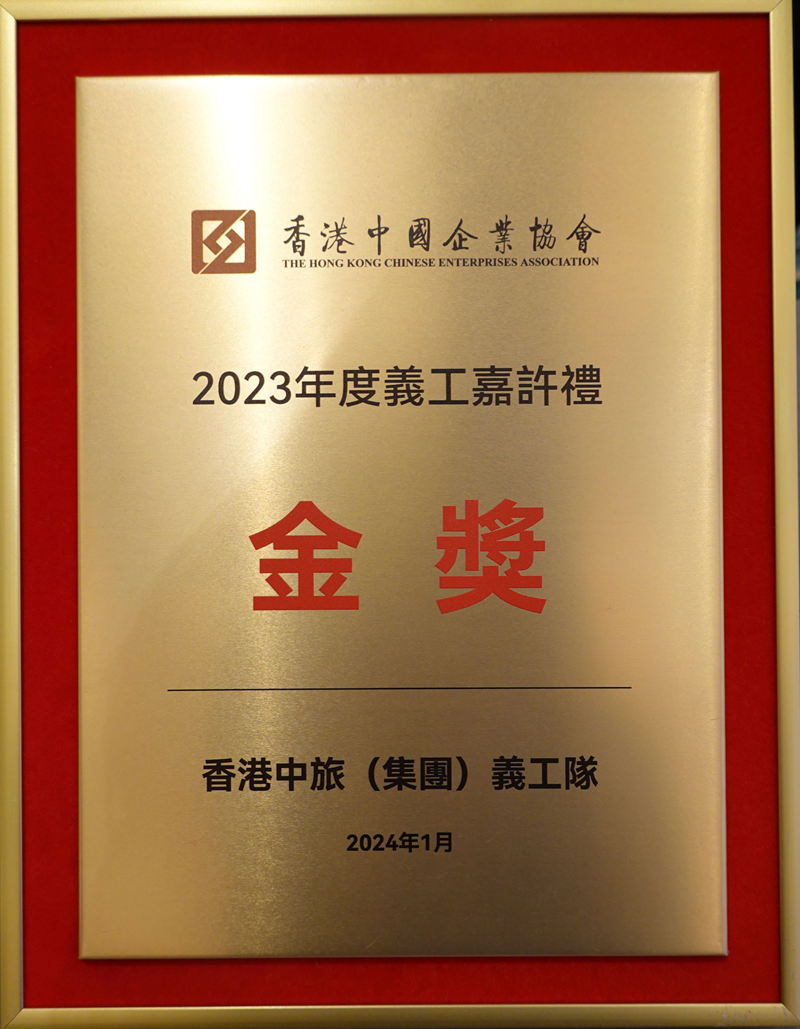 香港中國企業協會
THE HONG KONG CHINESE ENTERPRISES ASSOCIATION
2023年度義工嘉許禮
金獎
香港中旅（集團）義工隊
2024年1月